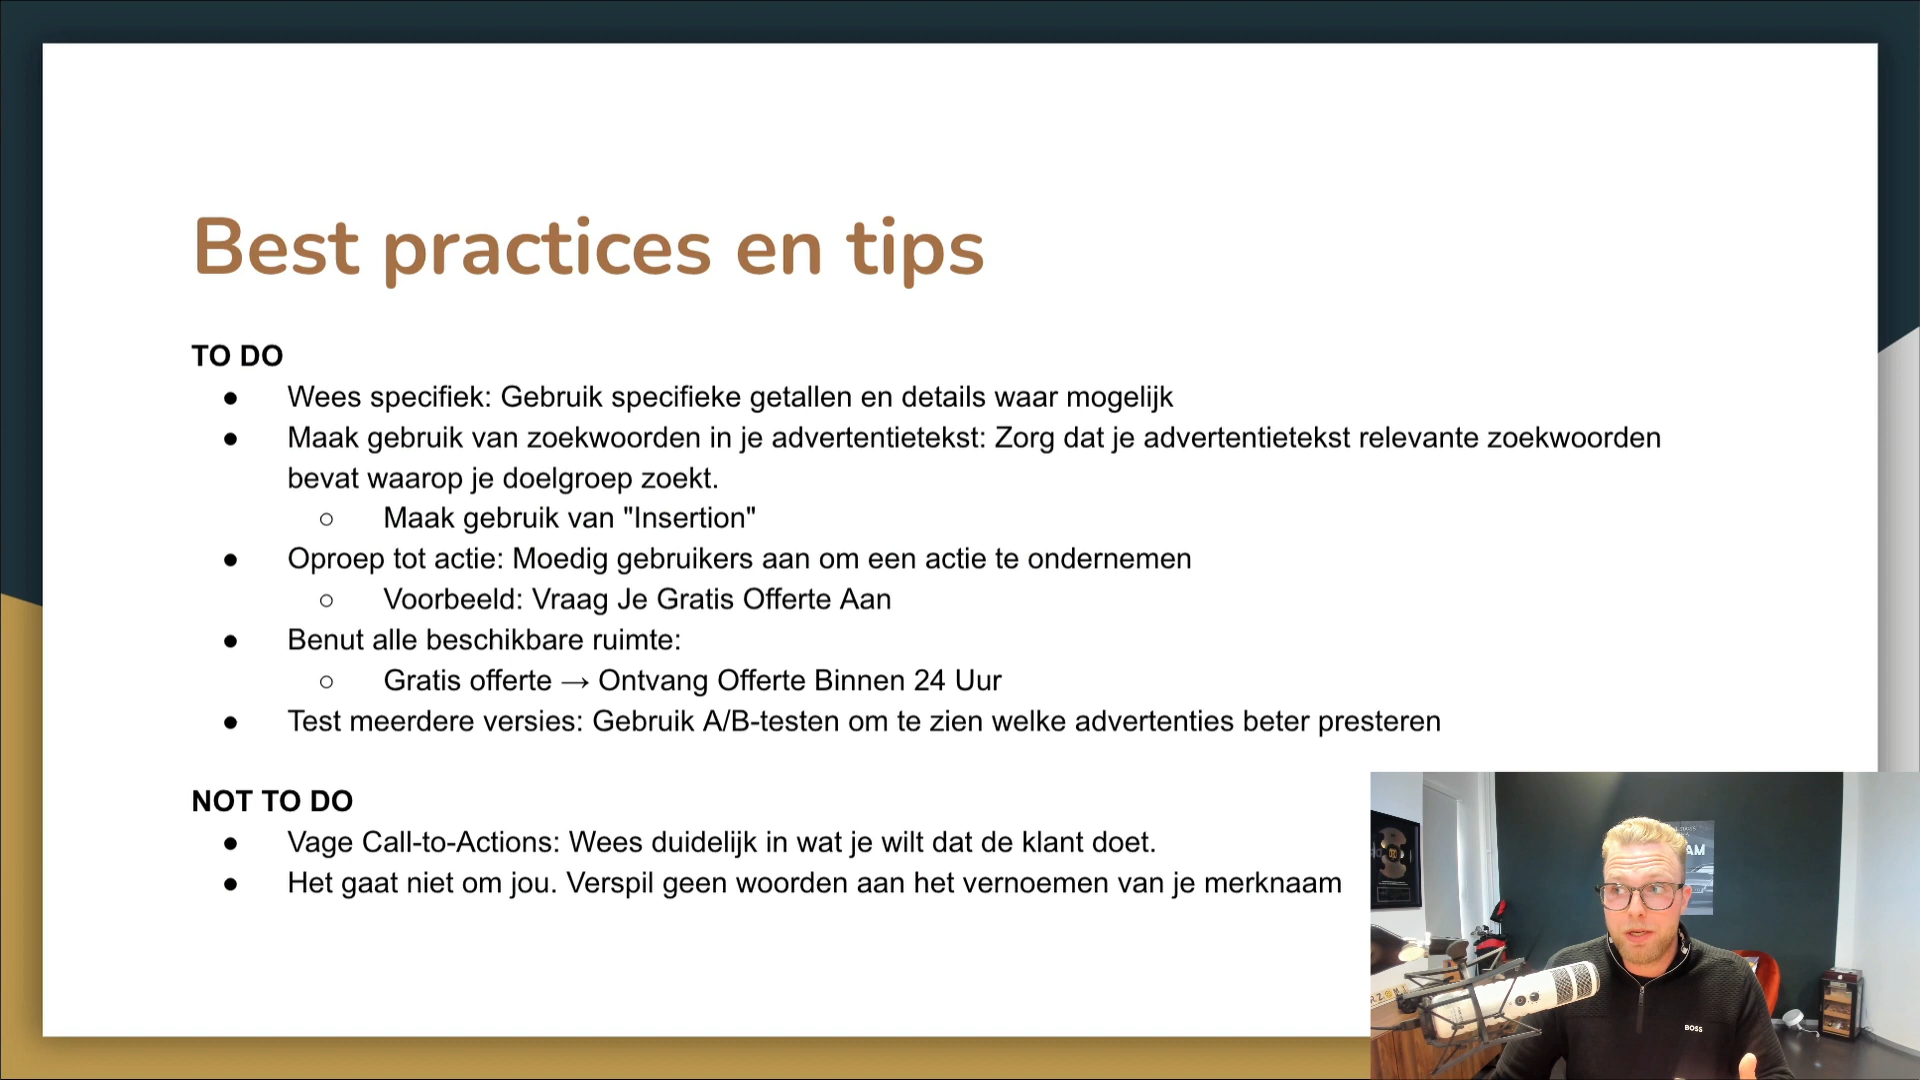 Best practices en tips
TO DO
● Wees specifiek: Gebruik specifieke getallen en details waar mogelijk
● Maak gebruik van zoekwoorden in je advertentietekst: Zorg dat je advertentietekst relevante zoekwoorden
bevat waarop je doelgroep zoekt.
○ Maak gebruik van "Insertion"
● Oproep tot actie: Moedig gebruikers aan om een actie te ondernemen
○ Voorbeeld: Vraag Je Gratis Offerte Aan
● Benut alle beschikbare ruimte:
○ Gratis offerte → Ontvang Offerte Binnen 24 Uur
● Test meerdere versies: Gebruik A/B-testen om te zien welke advertenties beter presteren
NOT TO DO
● Vage Call-to-Actions: Wees duidelijk in wat je wilt dat de klant doet.
● Het gaat niet om jou. Verspil geen woorden aan het vernoemen van je merknaam
AM
BOSS